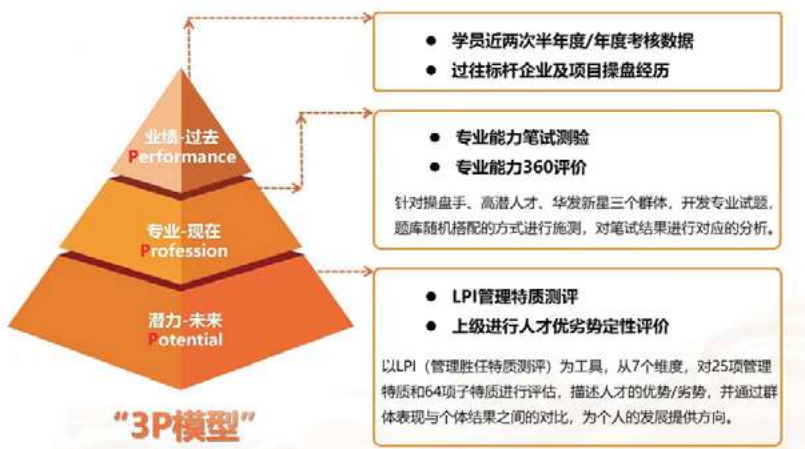 业绩-过去
Performance
专业-现在
Profession
潜力-未来
Potential
“3P模型”
● 学员近两次半年度/年度考核数据
● 过往标杆企业及项目操盘经历
● 专业能力笔试测验
● 专业能力360评价
针对操盘手、高潜人才、华发新星三个群体，开发专业试题，
题库随机搭配的方式进行施测，对笔试结果进行对应的分析。
● LPI管理特质测评
● 上级进行人才优劣势定性评价
以LPI（管理胜任特质测评）为工具，从7个维度，对25项管理
特质和64项子特质进行评估，描述人才的优势/劣势，并通过群
体表现与个体结果之间的对比，为个人的发展提供方向。